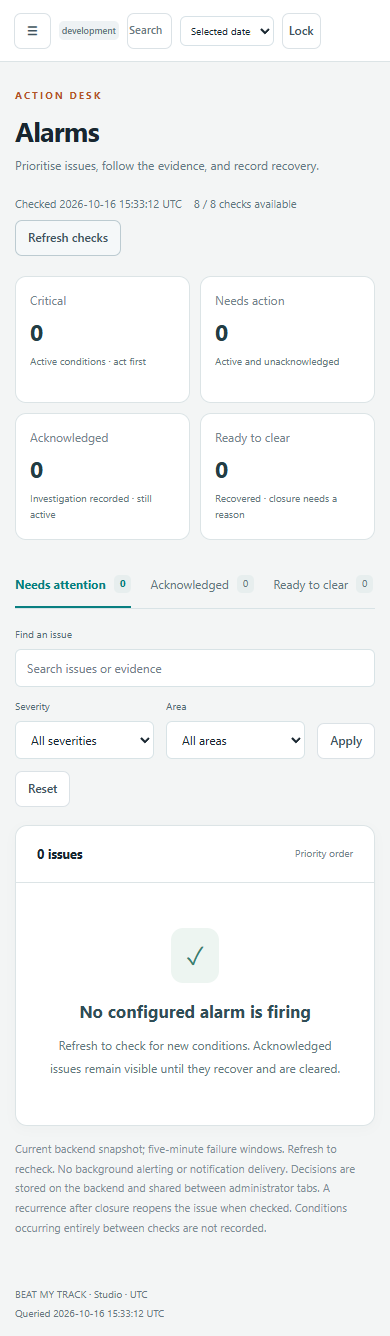 ☰ development Search Selected date Lock
ACTION DESK
Alarms
Prioritise issues, follow the evidence, and record recovery.
Checked 2026-10-16 15:33:12 UTC 8 / 8 checks available
Refresh checks
Critical
0
Active conditions · act first
Needs action
0
Active and unacknowledged
Acknowledged
0
Investigation recorded · still
active
Ready to clear
0
Recovered · closure needs a
reason
Needs attention 0 Acknowledged 0 Ready to clear 0
Find an issue
Search issues or evidence
Severity Area
All severities All areas Apply
Reset
0 issues Priority order
✓
No configured alarm is firing
Refresh to check for new conditions. Acknowledged
issues remain visible until they recover and are cleared.
Current backend snapshot; five-minute failure windows. Refresh to
recheck. No background alerting or notification delivery. Decisions are
stored on the backend and shared between administrator tabs. A
recurrence after closure reopens the issue when checked. Conditions
occurring entirely between checks are not recorded.
BEAT MY TRACK · Studio · UTC
Queried 2026-10-16 15:33:12 UTC